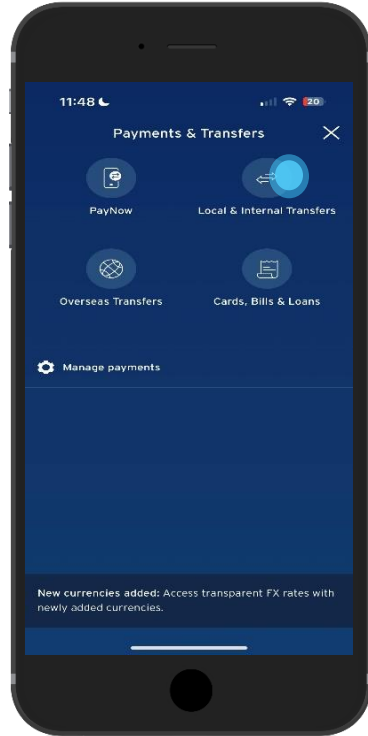 11:48
20
Payments & Transfers
PayNow
Local & Internal Transfers
Overseas Transfers
Cards, Bills & Loans
Manage payments
New currencies added: Access transparent FX rates with
newly added currencies.